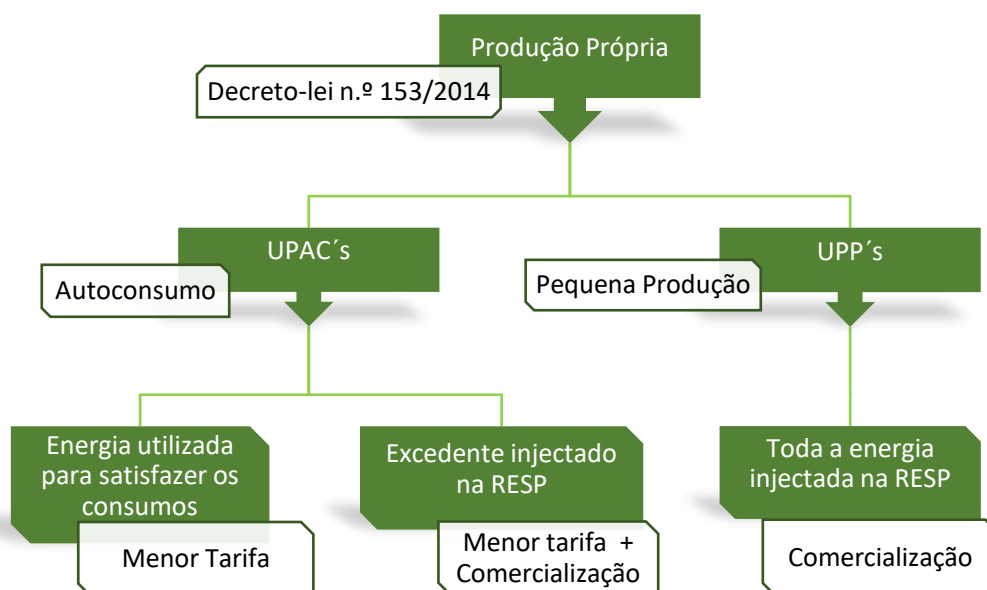 Produção Própria
Decreto-lei n.º 153/2014
UPAC´s
Autoconsumo
UPP´s
Pequena Produção
Energia utilizada
para satisfazer os
consumos
Menor Tarifa
Excedente injectado
na RESP
Menor tarifa +
Comercialização
Toda a energia
injectada na RESP
Comercialização